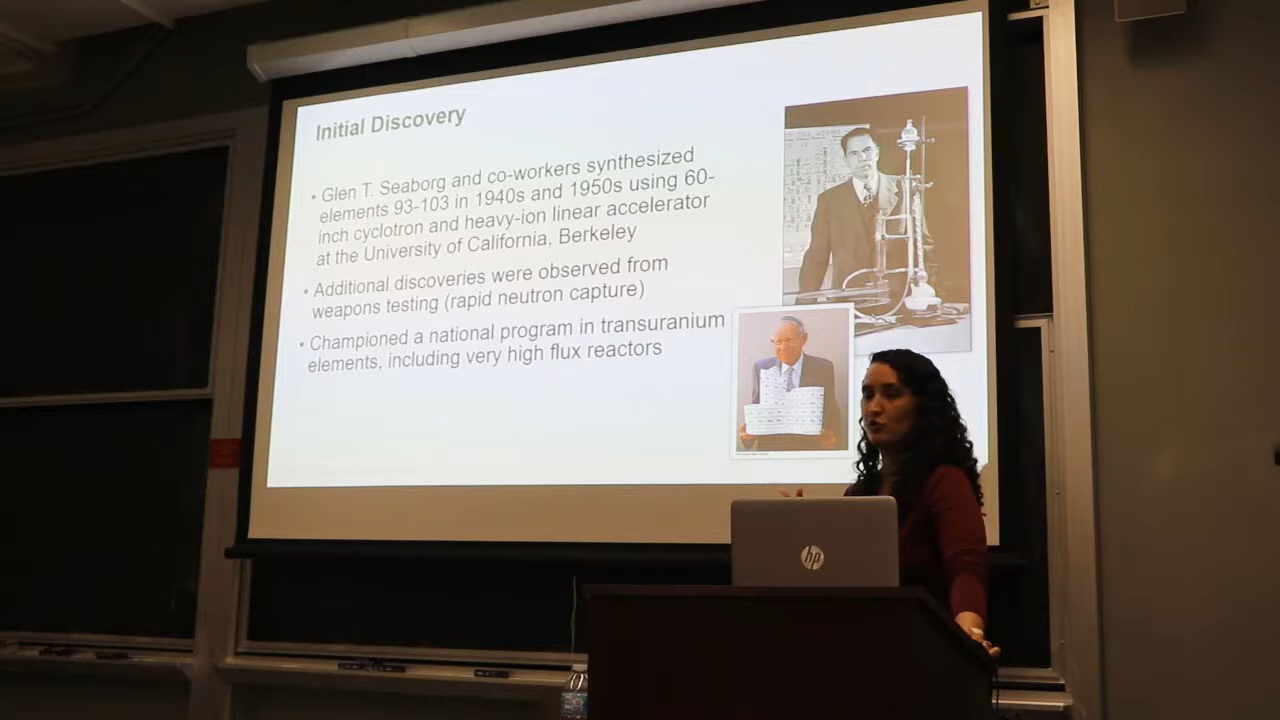 Initial Discovery
• Glen T. Seaborg and co-workers synthesized
elements 93-103 in 1940s and 1950s using 60-
inch cyclotron and heavy-ion linear accelerator
at the University of California, Berkeley
• Additional discoveries were observed from
weapons testing (rapid neutron capture)
• Championed a national program in transuranium
elements, including very high flux reactors
hp